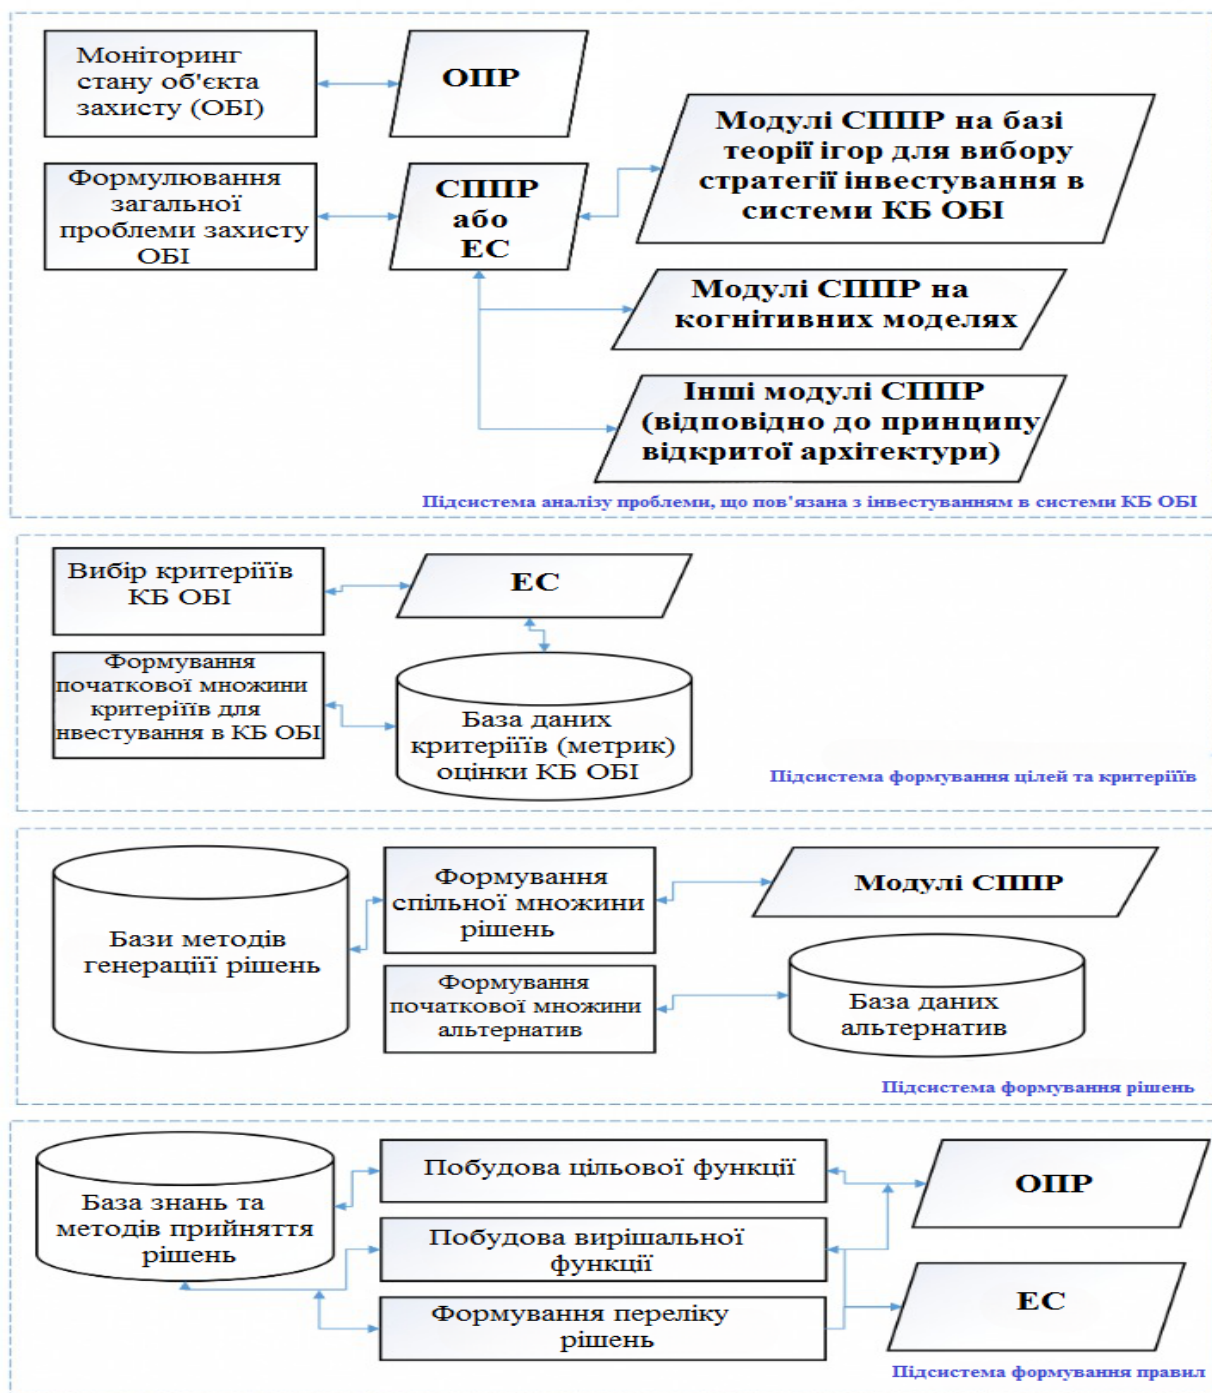 Моніторинг
стану об'єкта
захисту (ОБІ)
ОПР
Формулювання
загальної
проблеми захисту
ОБІ
СППР
або
ЕС
Модулі СППР на базі
теорії ігор для вибору
стратегії інвестування в
системи КБ ОБІ
Модулі СППР на
когнітивних моделях
Інші модулі СППР
(відповідно до принципу
відкритої архітектури)
Підсистема аналізу проблеми, що пов'язана з інвестуванням в системи КБ ОБІ
Вибір критеріїїв
КБ ОБІ
ЕС
Формування
початкової множини
критеріїїв для
нвестування в КБ ОБІ
База даних
критеріїїв (метрик)
оцінки КБ ОБІ
Підсистема формування цілей та критеріїїв
Бази методів
генераціїї рішень
Формування
спільної множини
рішень
Модулі СППР
Формування
початкової множини
альтернатив
База даних
альтернатив
Підсистема формування рішень
База знань та
методів прийняття
рішень
Побудова цільової функції
Побудова вирішальної
функції
Формування переліку
рішень
ОПР
ЕС
Підсистема формування правил